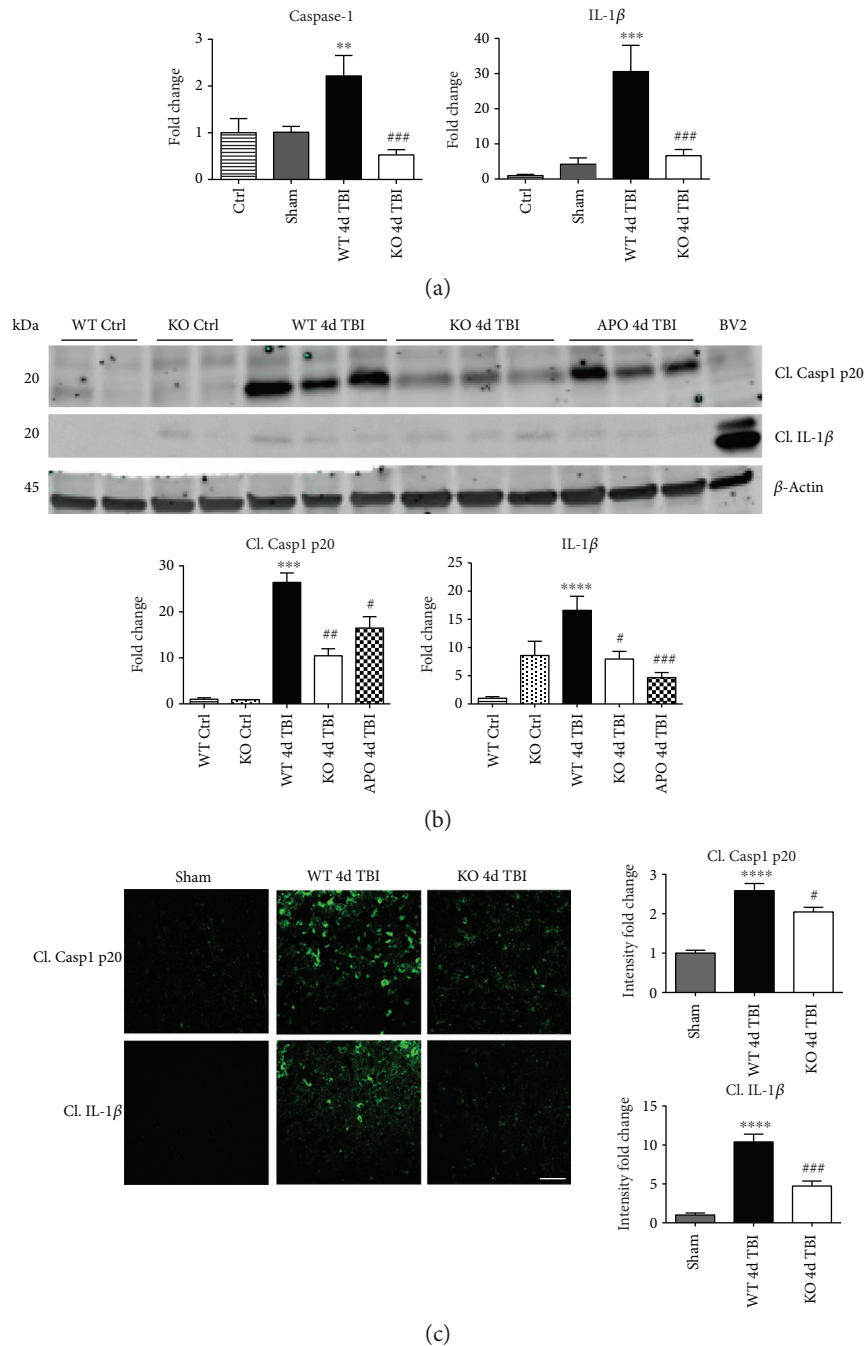 Caspase-1
IL-1β
Fold change
3
2
1
0
**
###
Ctrl
Sham
WT 4d TBI
KO 4d TBI
Fold change
40
30
20
10
0
***
###
Ctrl
Sham
WT 4d TBI
KO 4d TBI
(a)
kDa WT Ctrl KO Ctrl WT 4d TBI KO 4d TBI APO 4d TBI BV2
20 Cl. Casp1 p20
20 Cl. IL-1β
45 β-Actin
Cl. Casp1 p20
Fold change
30
20
10
0
***
##
#
WT Ctrl
KO Ctrl
WT 4d TBI
KO 4d TBI
APO 4d TBI
IL-1β
Fold change
25
20
15
10
5
0
****
#
###
WT Ctrl
KO Ctrl
WT 4d TBI
KO 4d TBI
APO 4d TBI
(b)
Sham WT 4d TBI KO 4d TBI
Cl. Casp1 p20
Cl. IL-1β
Cl. Casp1 p20
Intensity fold change
3
2
1
0
****
#
Sham
WT 4d TBI
KO 4d TBI
Cl. IL-1β
Intensity fold change
15
10
5
0
****
###
Sham
WT 4d TBI
KO 4d TBI
(c)